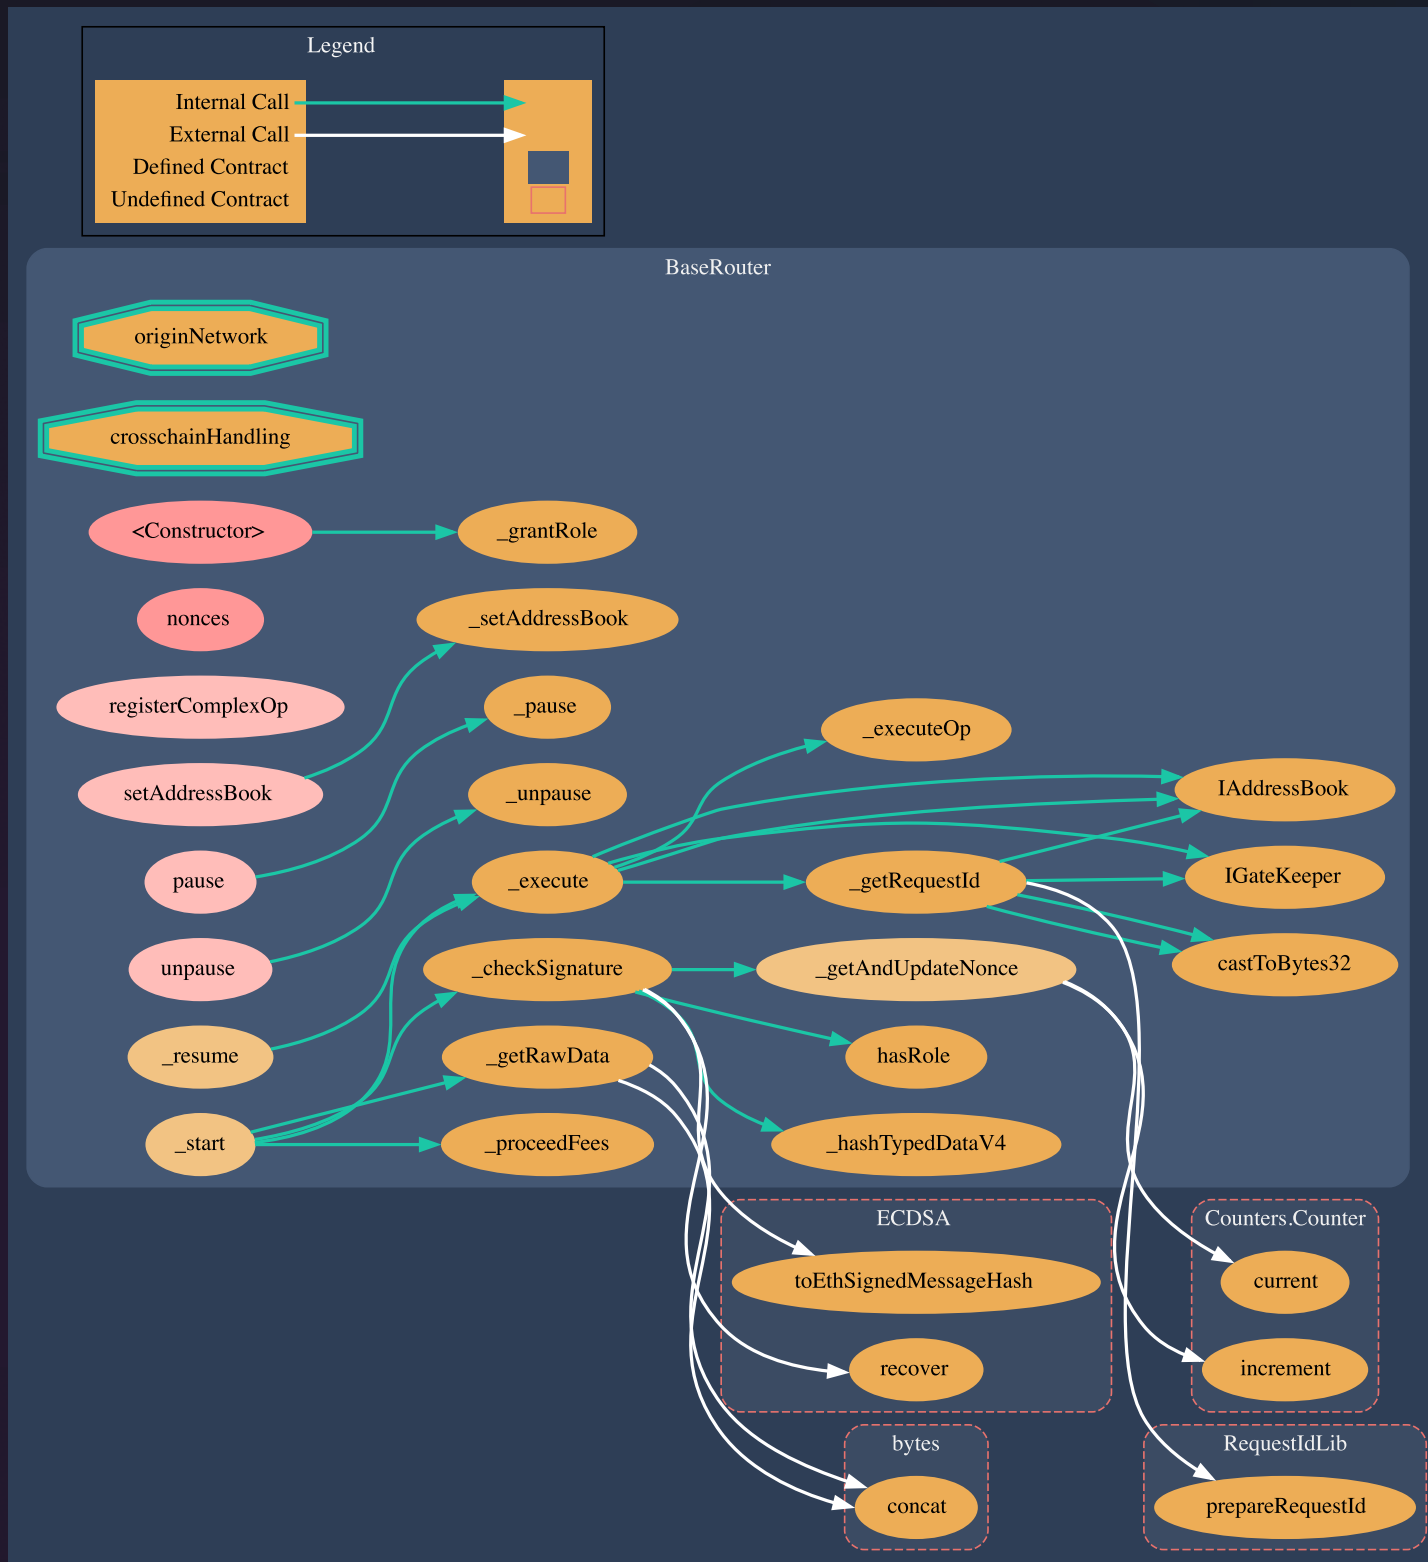 Legend
Internal Call
External Call
Defined Contract
Undefined Contract
BaseRouter
originNetwork
crosschainHandling
<Constructor>
_grantRole
nonces
_setAddressBook
registerComplexOp
_pause
_executeOp
setAddressBook
_unpause
IAddressBook
pause
_execute
_getRequestId
IGateKeeper
unpause
_checkSignature
_getAndUpdateNonce
castToBytes32
_resume
_getRawData
hasRole
_start
_proceedFees
_hashTypedDataV4
ECDSA
Counters.Counter
toEthSignedMessageHash
current
recover
increment
bytes
RequestIdLib
concat
prepareRequestId